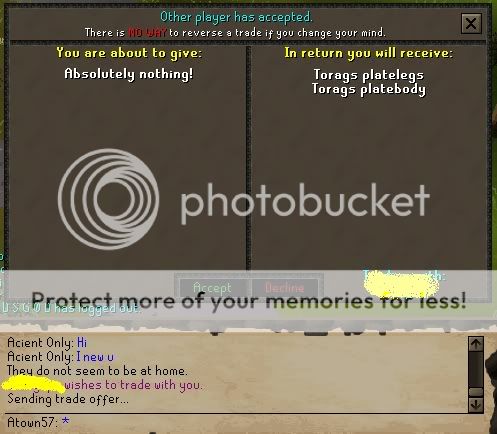 Other player has accepted.
There is NO WAY to reverse a trade if you change your mind.
You are about to give:
Absolutely nothing!
In return you will receive:
Torags platelegs
Torags platebody
photobucket
Accept
Decline
Protect more of your memories for less!
has logged out.
Acient Only: Hi
Acient Only: I new u
They do not seem to be at home.
wishes to trade with you.
Sending trade offer...
Atown57: *